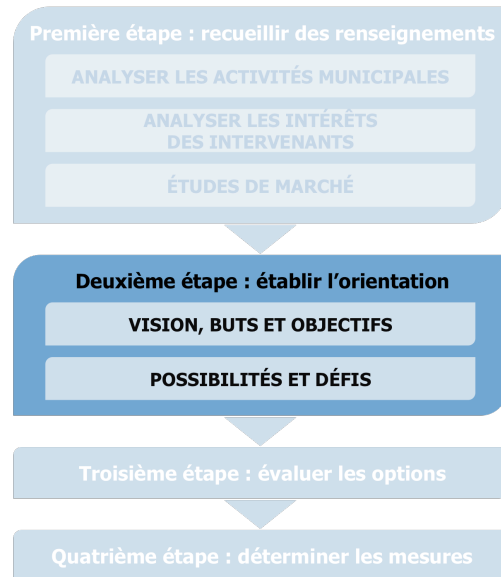 Première étape : recueillir des renseignements
ANALYSER LES ACTIVITÉS MUNICIPALES
ANALYSER LES INTÉRÊTS
DES INTERVENANTS
ÉTUDES DE MARCHÉ
Deuxième étape : établir l’orientation
VISION, BUTS ET OBJECTIFS
POSSIBILITÉS ET DÉFIS
Troisième étape : évaluer les options
Quatrième étape : déterminer les mesures